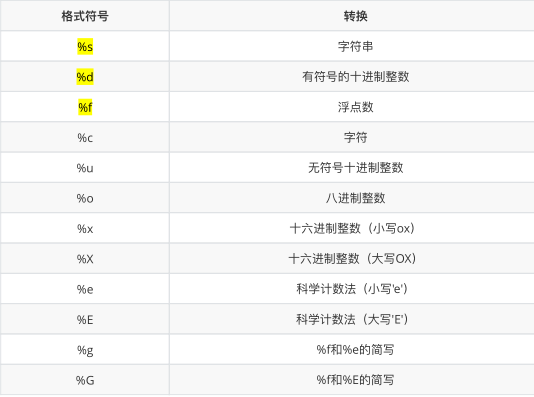 格式符号 转换
%s 字符串
%d 有符号的十进制整数
%f 浮点数
%c 字符
%u 无符号十进制整数
%o 八进制整数
%x 十六进制整数（小写ox）
%X 十六进制整数（大写OX）
%e 科学计数法（小写'e'）
%E 科学计数法（大写'E'）
%g %f和%e的简写
%G %f和%E的简写